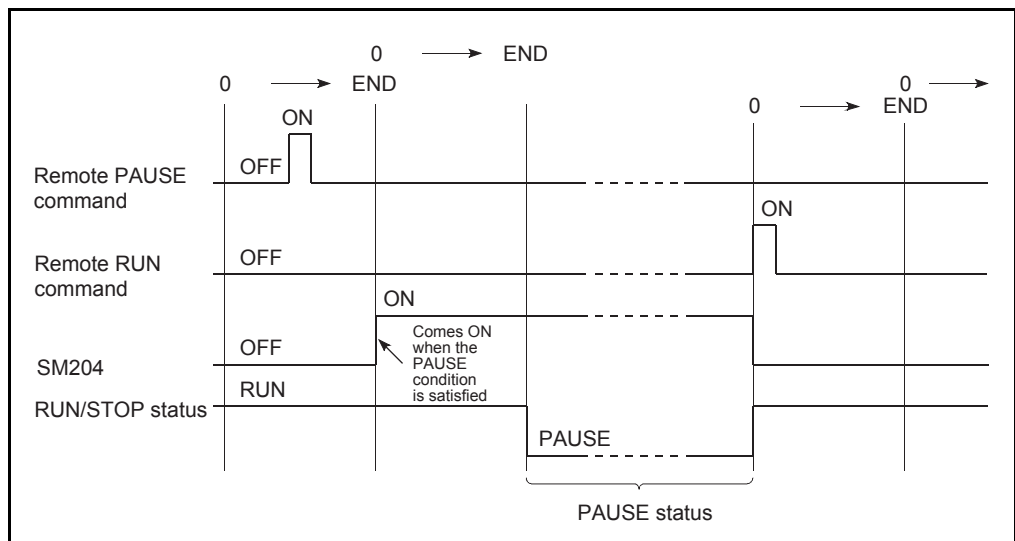 0 END
0 END 0
0 END
ON
OFF
Remote PAUSE
command
ON
Remote RUN
command
OFF
ON
Comes ON
when the
PAUSE
condition
is satisfied
OFF
SM204
RUN
RUN/STOP status
PAUSE
PAUSE status